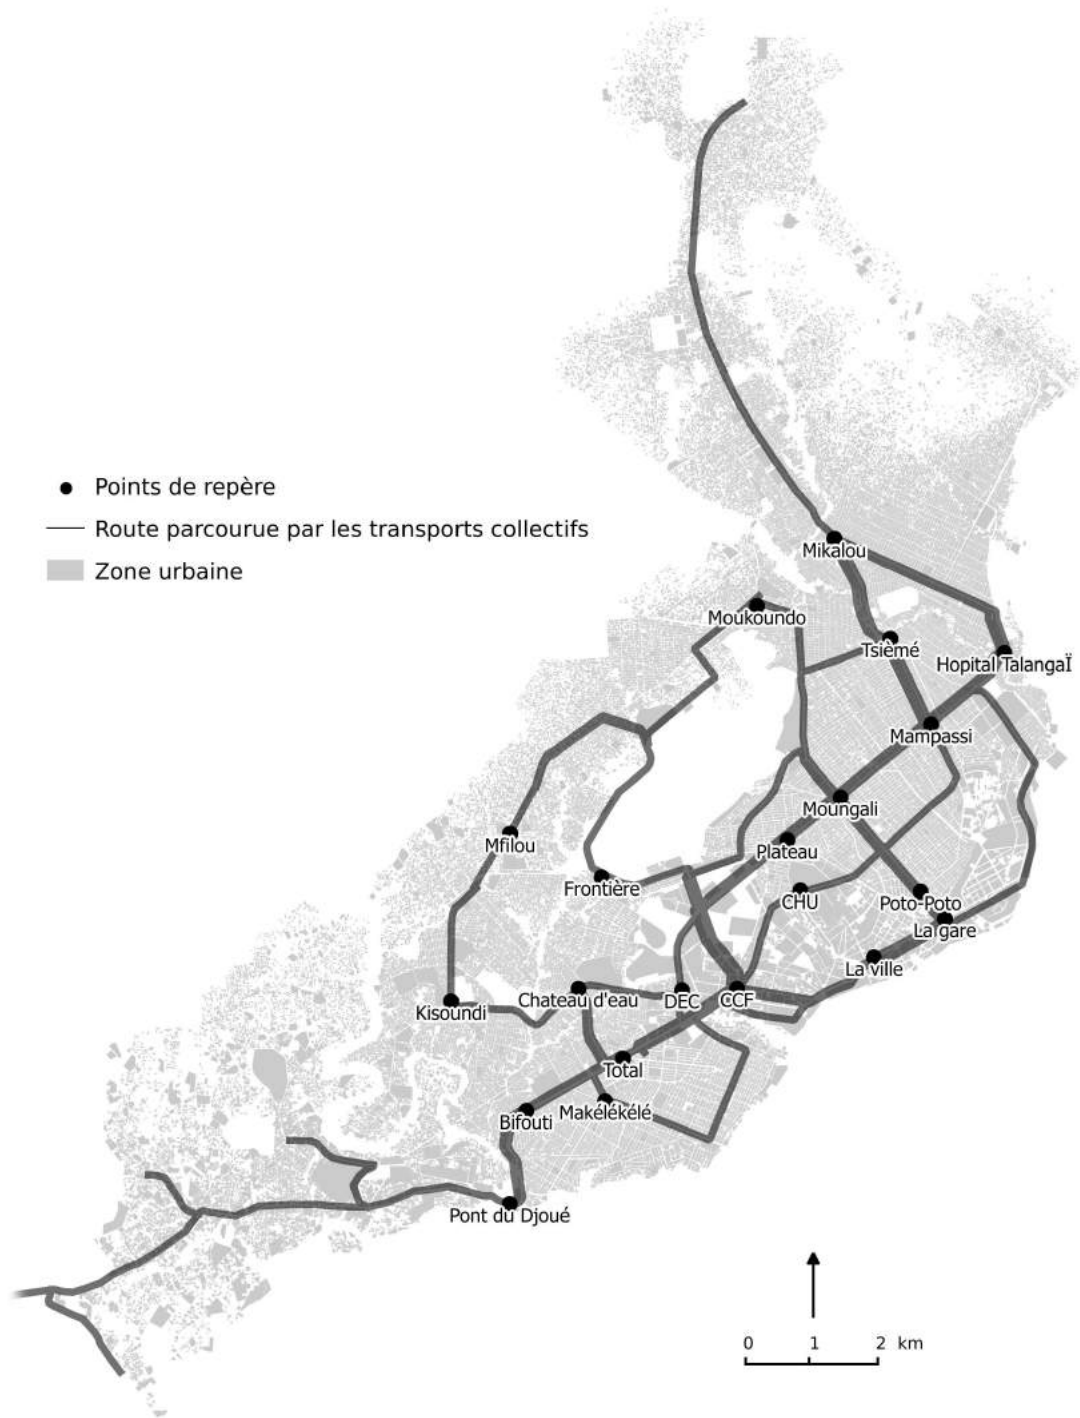 Points de repère
Route parcourue par les transports collectifs
Zone urbaine
Mikalou
Moukoundo
Tsièmé
Hopital TalangaÏ
Mampassi
Moungali
Mfilou
Plateau
Frontière
CHU
Poto-Poto
La gare
La ville
Kisoundi
Chateau d'eau
DEC
CCF
Total
Bifouti
Makélékélé
Pont du Djoué
0 1 2 km